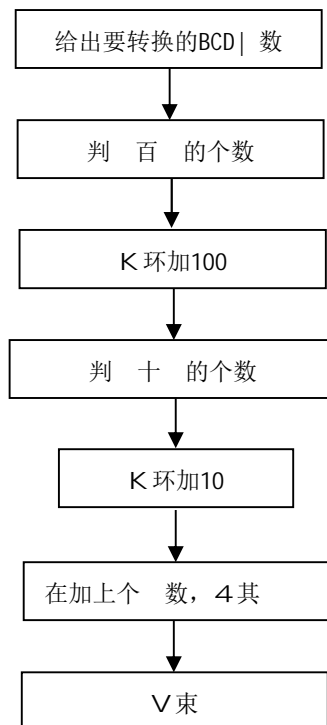 给出要转换的BCD| 数
判 百 的个数
K环加100
判 十 的个数
K环加10
在加上个 数，4其
V束